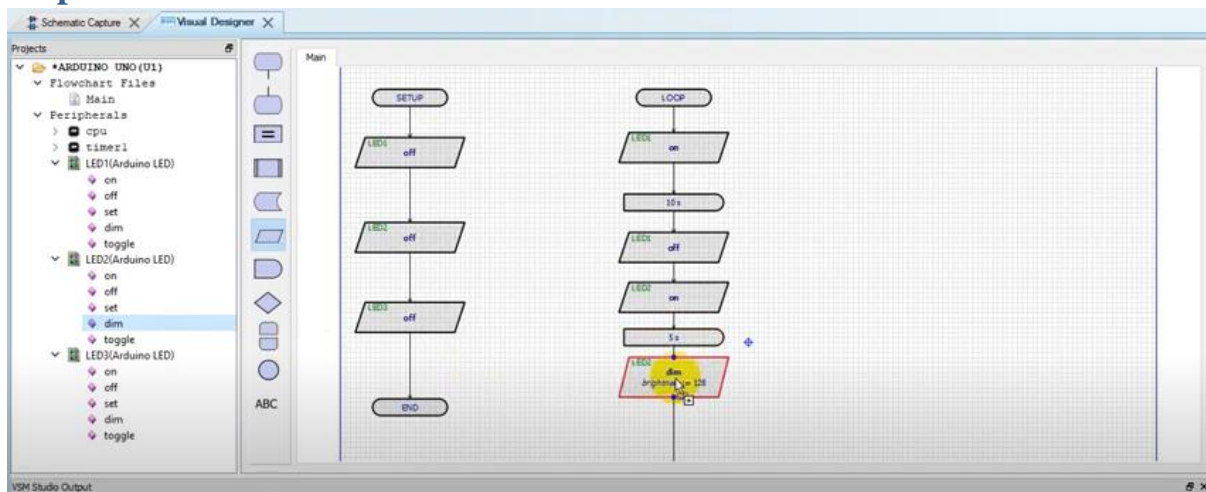 Schematic Capture X Visual Designer X
Projects
*ARDUINO UNO (U1)
Flowchart Files
Main
Peripherals
cpu
timer1
LED1(Arduino LED)
on
off
set
dim
toggle
LED2(Arduino LED)
on
off
set
dim
toggle
LED3(Arduino LED)
on
off
set
dim
toggle
ABC
Main
SETUP
LED1
off
LED2
off
LED3
off
END
LOOP
LED1
on
10 s
LED1
off
LED2
on
5 s
LED2
dim
128
VSM Studio Output